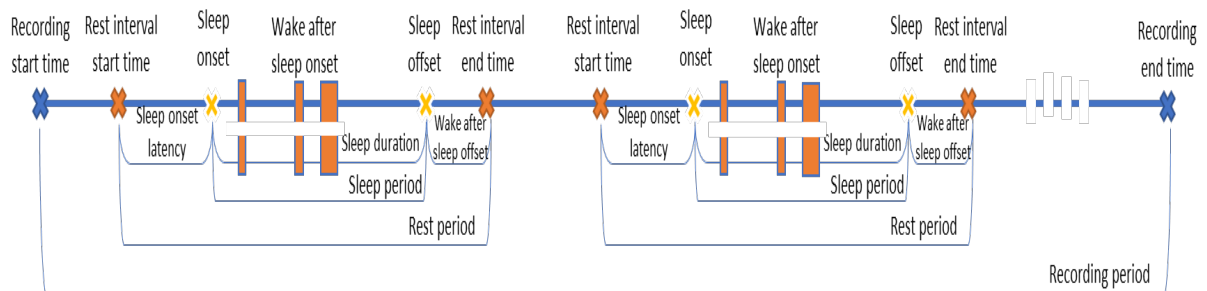 Recording
start time
Rest interval
start time
Sleep
onset
Wake after
sleep onset
Sleep
offset
Rest interval
end time
Rest interval
start time
Sleep
onset
Wake after
sleep onset
Sleep
offset
Rest interval
end time
Recording
end time
Sleep onset
latency
Sleep duration
Wake after
sleep offset
Sleep period
Rest period
Sleep onset
latency
Sleep duration
Wake after
sleep offset
Sleep period
Rest period
Recording period